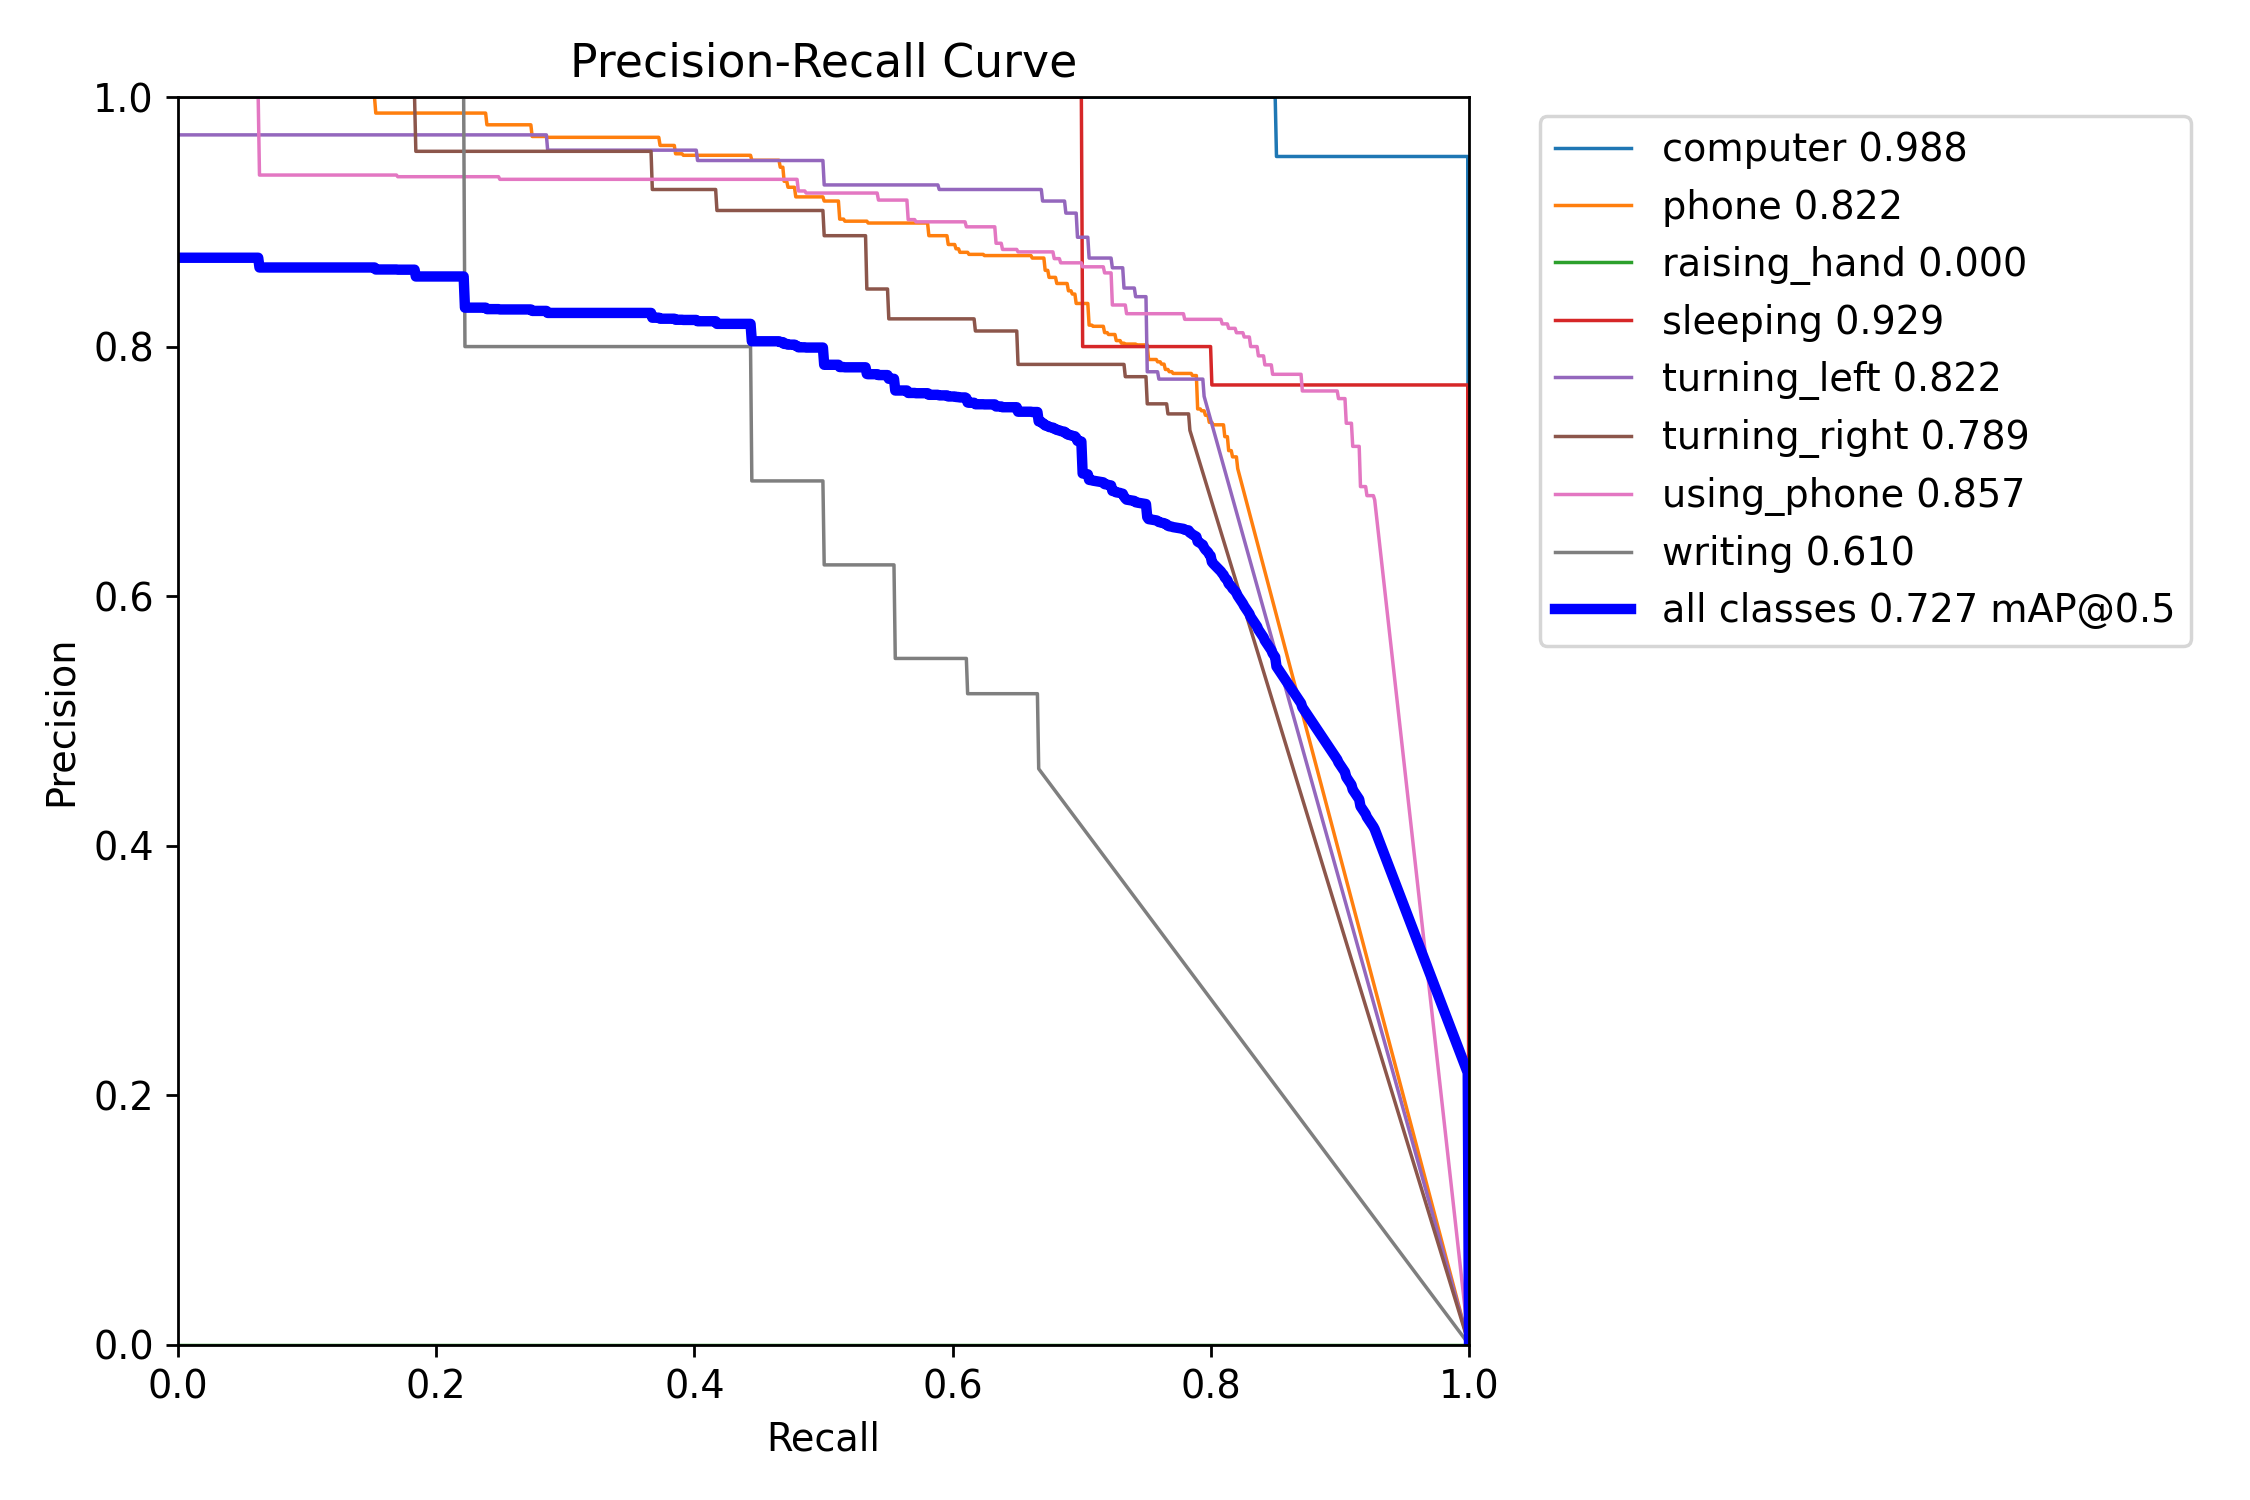 Precision-Recall Curve
1.0
0.8
0.6
0.4
0.2
0.0
Precision
0.0 0.2 0.4 0.6 0.8 1.0
Recall
computer 0.988
phone 0.822
raising_hand 0.000
sleeping 0.929
turning_left 0.822
turning_right 0.789
using_phone 0.857
writing 0.610
all classes 0.727 mAP@0.5